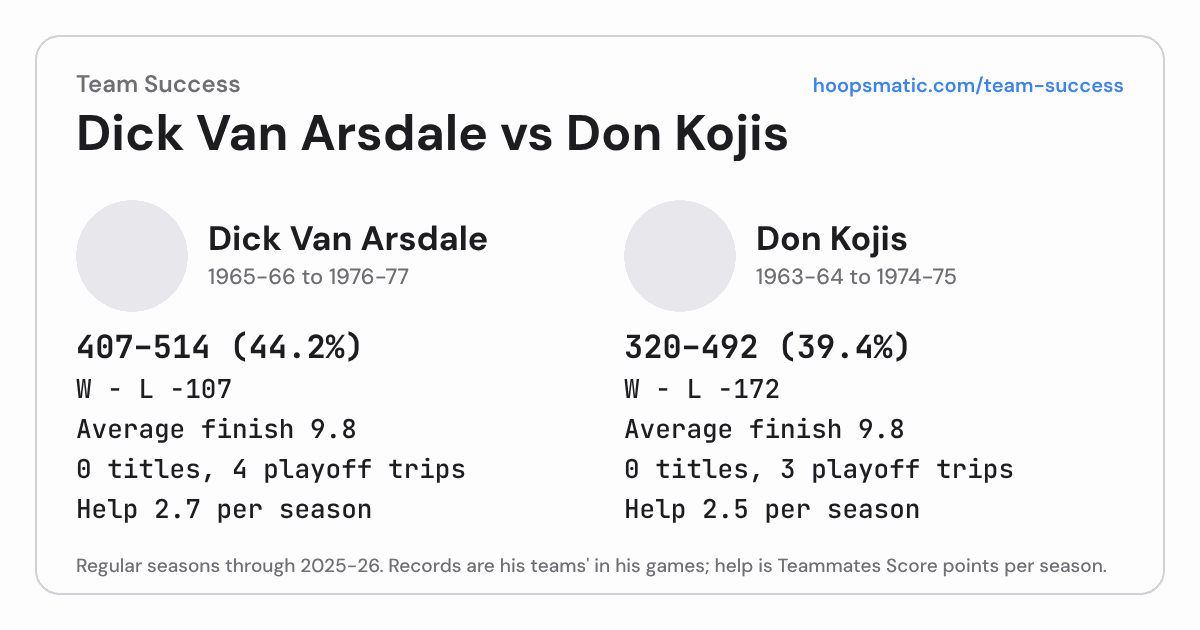 Team Success
hoopsmatic.com/team-success
Dick Van Arsdale vs Don Kojis
Dick Van Arsdale
1965-66 to 1976-77
407-514 (44.2%)
W - L -107
Average finish 9.8
0 titles, 4 playoff trips
Help 2.7 per season
Don Kojis
1963-64 to 1974-75
320-492 (39.4%)
W - L -172
Average finish 9.8
0 titles, 3 playoff trips
Help 2.5 per season
Regular seasons through 2025-26. Records are his teams' in his games; help is Teammates Score points per season.